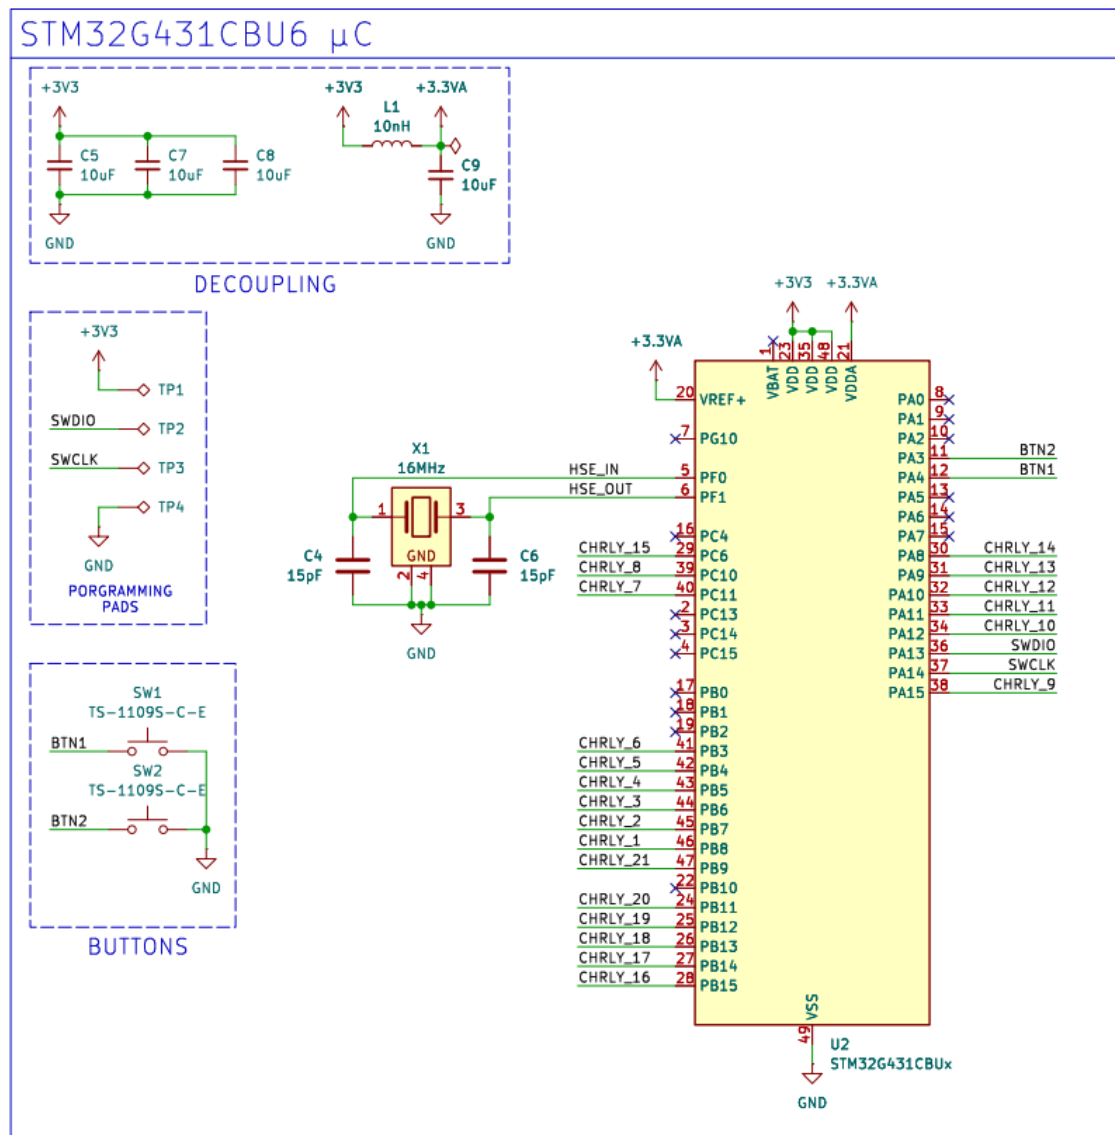 STM32G431CBU6 µC
+3V3
C5
10uF
C7
10uF
C8
10uF
GND
+3V3
+3.3VA
L1
10nH
C9
10uF
GND
DECOUPLING
+3V3
TP1
SWDIO
TP2
SWCLK
TP3
TP4
GND
PORGRAMMING
PADS
SW1
TS-1109S-C-E
BTN1
SW2
TS-1109S-C-E
BTN2
GND
BUTTONS
X1
16MHz
1
3
GND
2
4
C4
15pF
C6
15pF
GND
HSE_IN
HSE_OUT
+3V3
+3.3VA
+3.3VA
1 VBAT
23 VDD
35 VDD
48 VDD
21 VDDA
20 VREF+
7 PG10
5 PF0
6 PF1
16 PC4
CHRLY_15 29 PC6
CHRLY_8 39 PC10
CHRLY_7 40 PC11
2 PC13
3 PC14
4 PC15
17 PB0
18 PB1
19 PB2
CHRLY_6 41 PB3
CHRLY_5 42 PB4
CHRLY_4 43 PB5
CHRLY_3 44 PB6
CHRLY_2 45 PB7
CHRLY_1 46 PB8
CHRLY_21 47 PB9
22 PB10
CHRLY_20 24 PB11
CHRLY_19 25 PB12
CHRLY_18 26 PB13
CHRLY_17 27 PB14
CHRLY_16 28 PB15
PA0 8
PA1 9
PA2 10
PA3 11 BTN2
PA4 12 BTN1
PA5 13
PA6 14
PA7 15
PA8 30 CHRLY_14
PA9 31 CHRLY_13
PA10 32 CHRLY_12
PA11 33 CHRLY_11
PA12 34 CHRLY_10
PA13 36 SWDIO
PA14 37 SWCLK
PA15 38 CHRLY_9
VSS
49
U2
STM32G431CBUx
GND